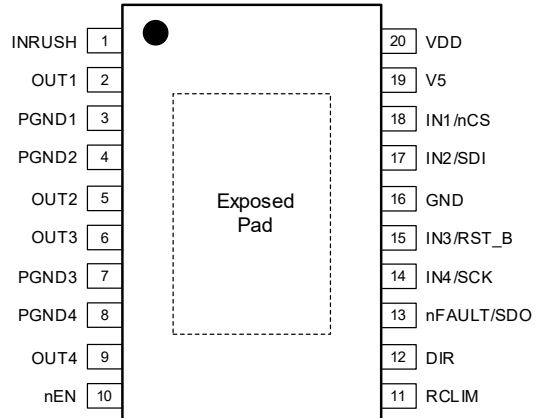 INRUSH 1
OUT1 2
PGND1 3
PGND2 4
OUT2 5
OUT3 6
PGND3 7
PGND4 8
OUT4 9
nEN 10
Exposed
Pad
20 VDD
19 V5
18 IN1/nCS
17 IN2/SDI
16 GND
15 IN3/RST_B
14 IN4/SCK
13 nFAULT/SDO
12 DIR
11 RCLIM